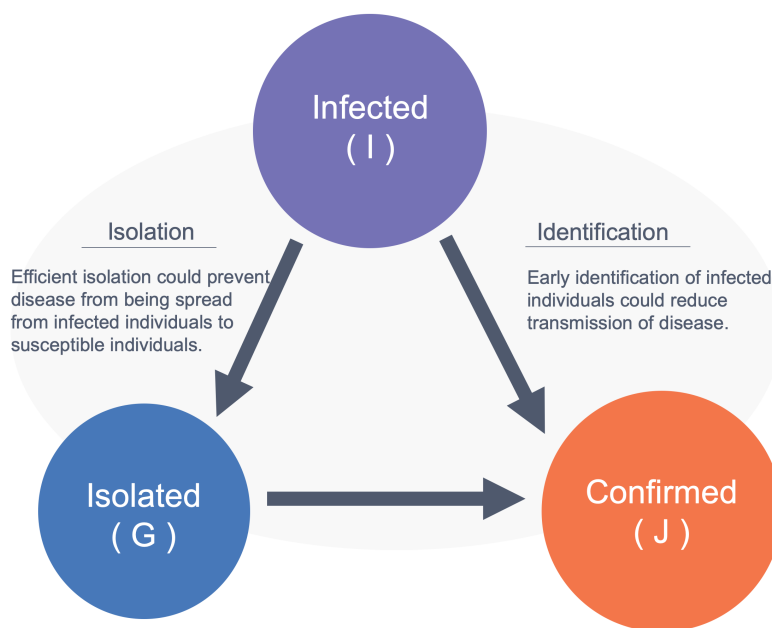 Infected
( I )
Isolation
Efficient isolation could prevent
disease from being spread
from infected individuals to
susceptible individuals.
Identification
Early identification of infected
individuals could reduce
transmission of disease.
Isolated
( G )
Confirmed
( J )